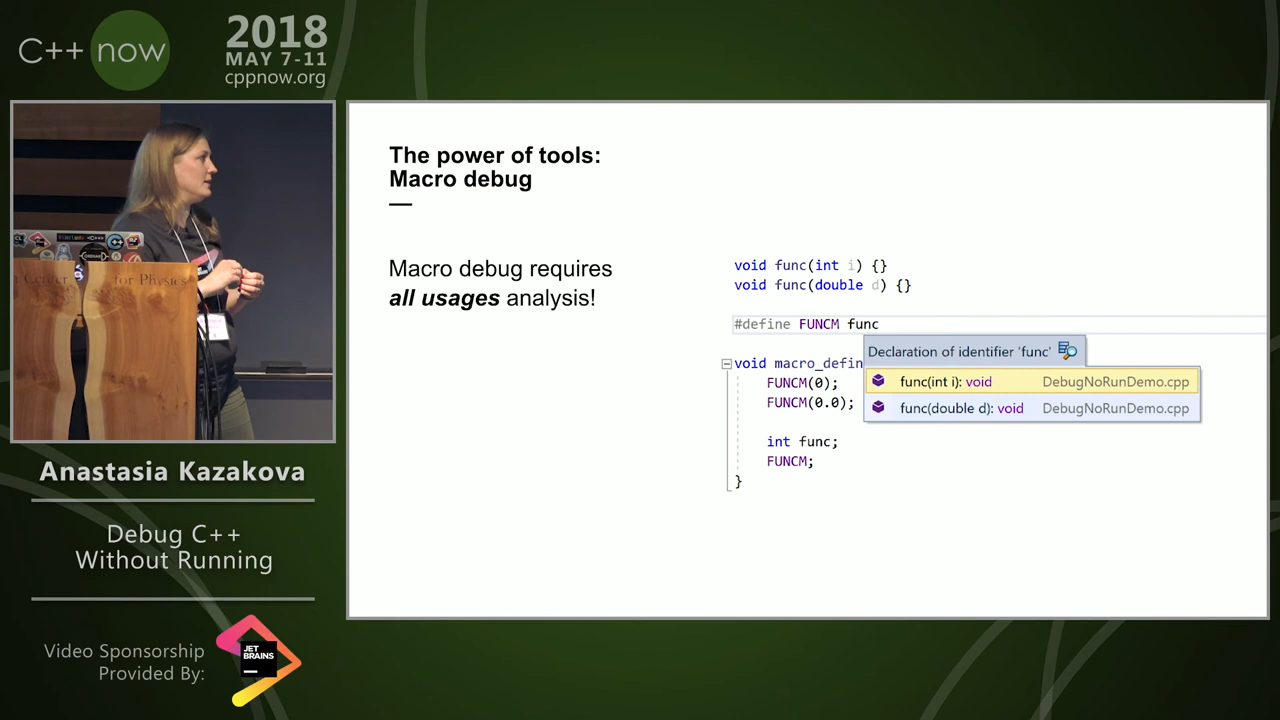 C++ now
2018
MAY 7-11
cppnow.org
Center for Physics
Anastasia Kazakova
Debug C++
Without Running
Video Sponsorship
Provided By:
JET
BRAINS
The power of tools:
Macro debug
Macro debug requires
all usages analysis!
void func(int i) {}
void func(double d) {}
#define FUNCM func
Declaration of identifier 'func'
func(int i): void DebugNoRunDemo.cpp
func(double d): void DebugNoRunDemo.cpp
void macro_defin
FUNCM(0);
FUNCM(0.0);
int func;
FUNCM;
}